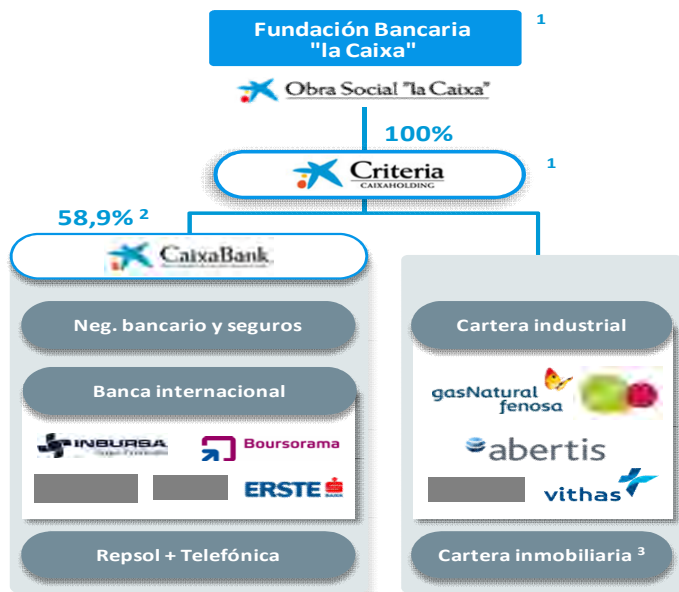 Fundación Bancaria
"la Caixa"
1
Obra Social "la Caixa"
100%
Criteria
CAIXAHOLDING
1
58,9% 2
CaixaBank
Neg. bancario y seguros
Cartera industrial
Banca internacional
gasNatural
fenosa
INBURSA
Boursorama
abertis
ERSTE
vithas
Repsol + Telefónica
Cartera inmobiliaria 3